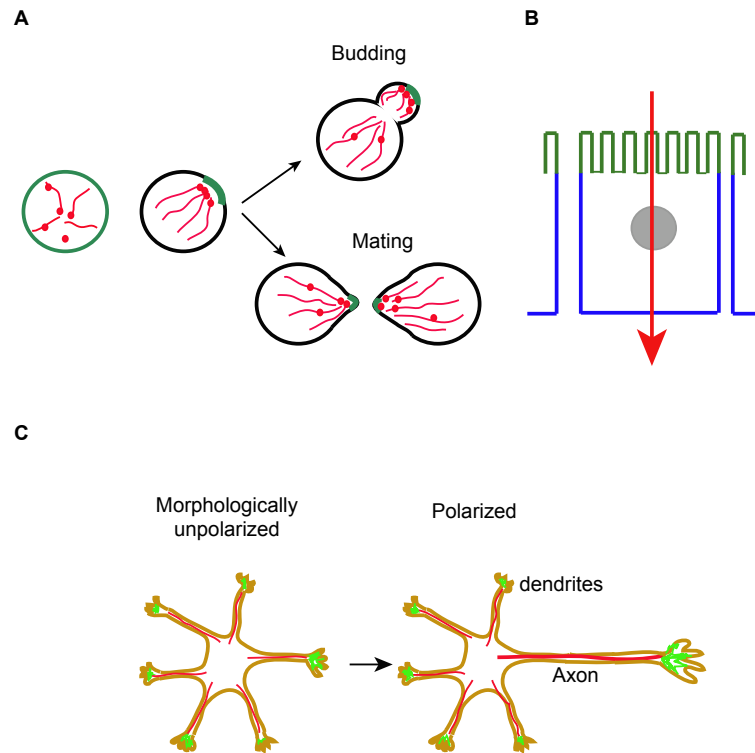 A
B
Budding
Mating
C
Morphologically
unpolarized
Polarized
dendrites
Axon